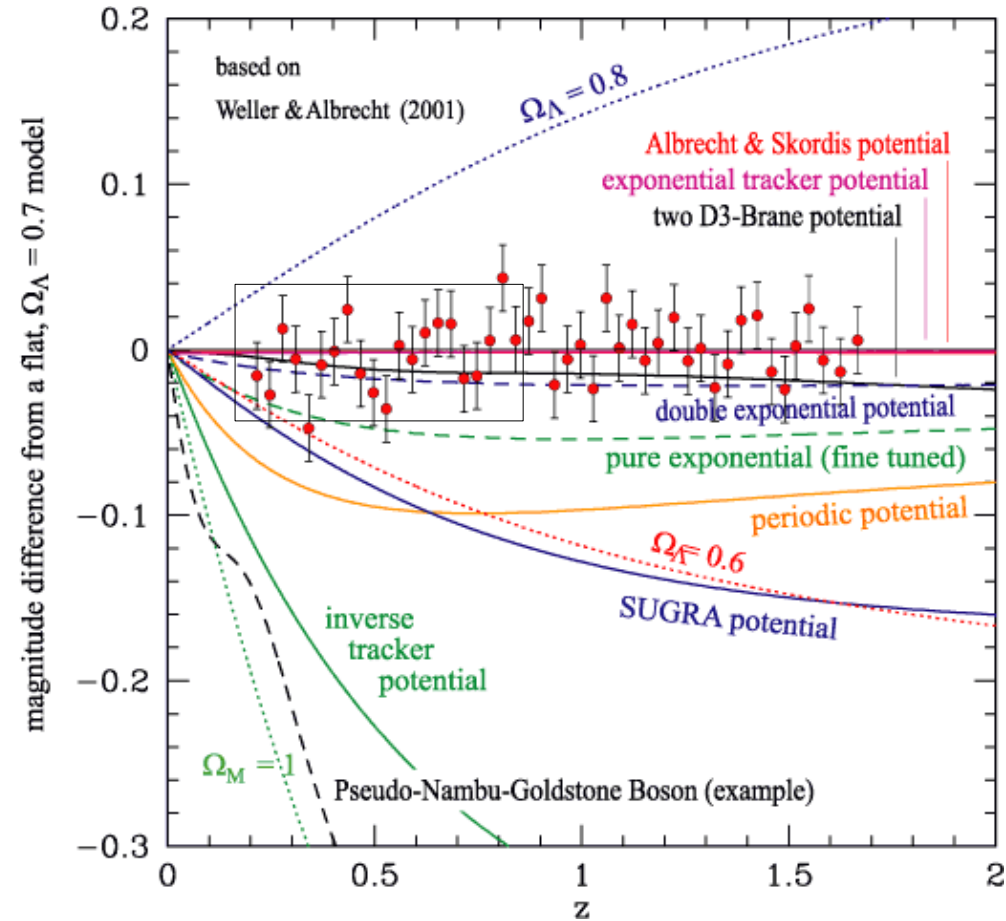 magnitude difference from a flat, ΩΛ = 0.7 model
0.2
0.1
0
−0.1
−0.2
−0.3
based on
Weller & Albrecht (2001)
ΩΛ = 0.8
Albrecht & Skordis potential
exponential tracker potential
two D3-Brane potential
double exponential potential
pure exponential (fine tuned)
periodic potential
ΩΛ = 0.6
SUGRA potential
inverse
tracker
potential
ΩM = 1
Pseudo-Nambu-Goldstone Boson (example)
0
0.5
1
1.5
2
z